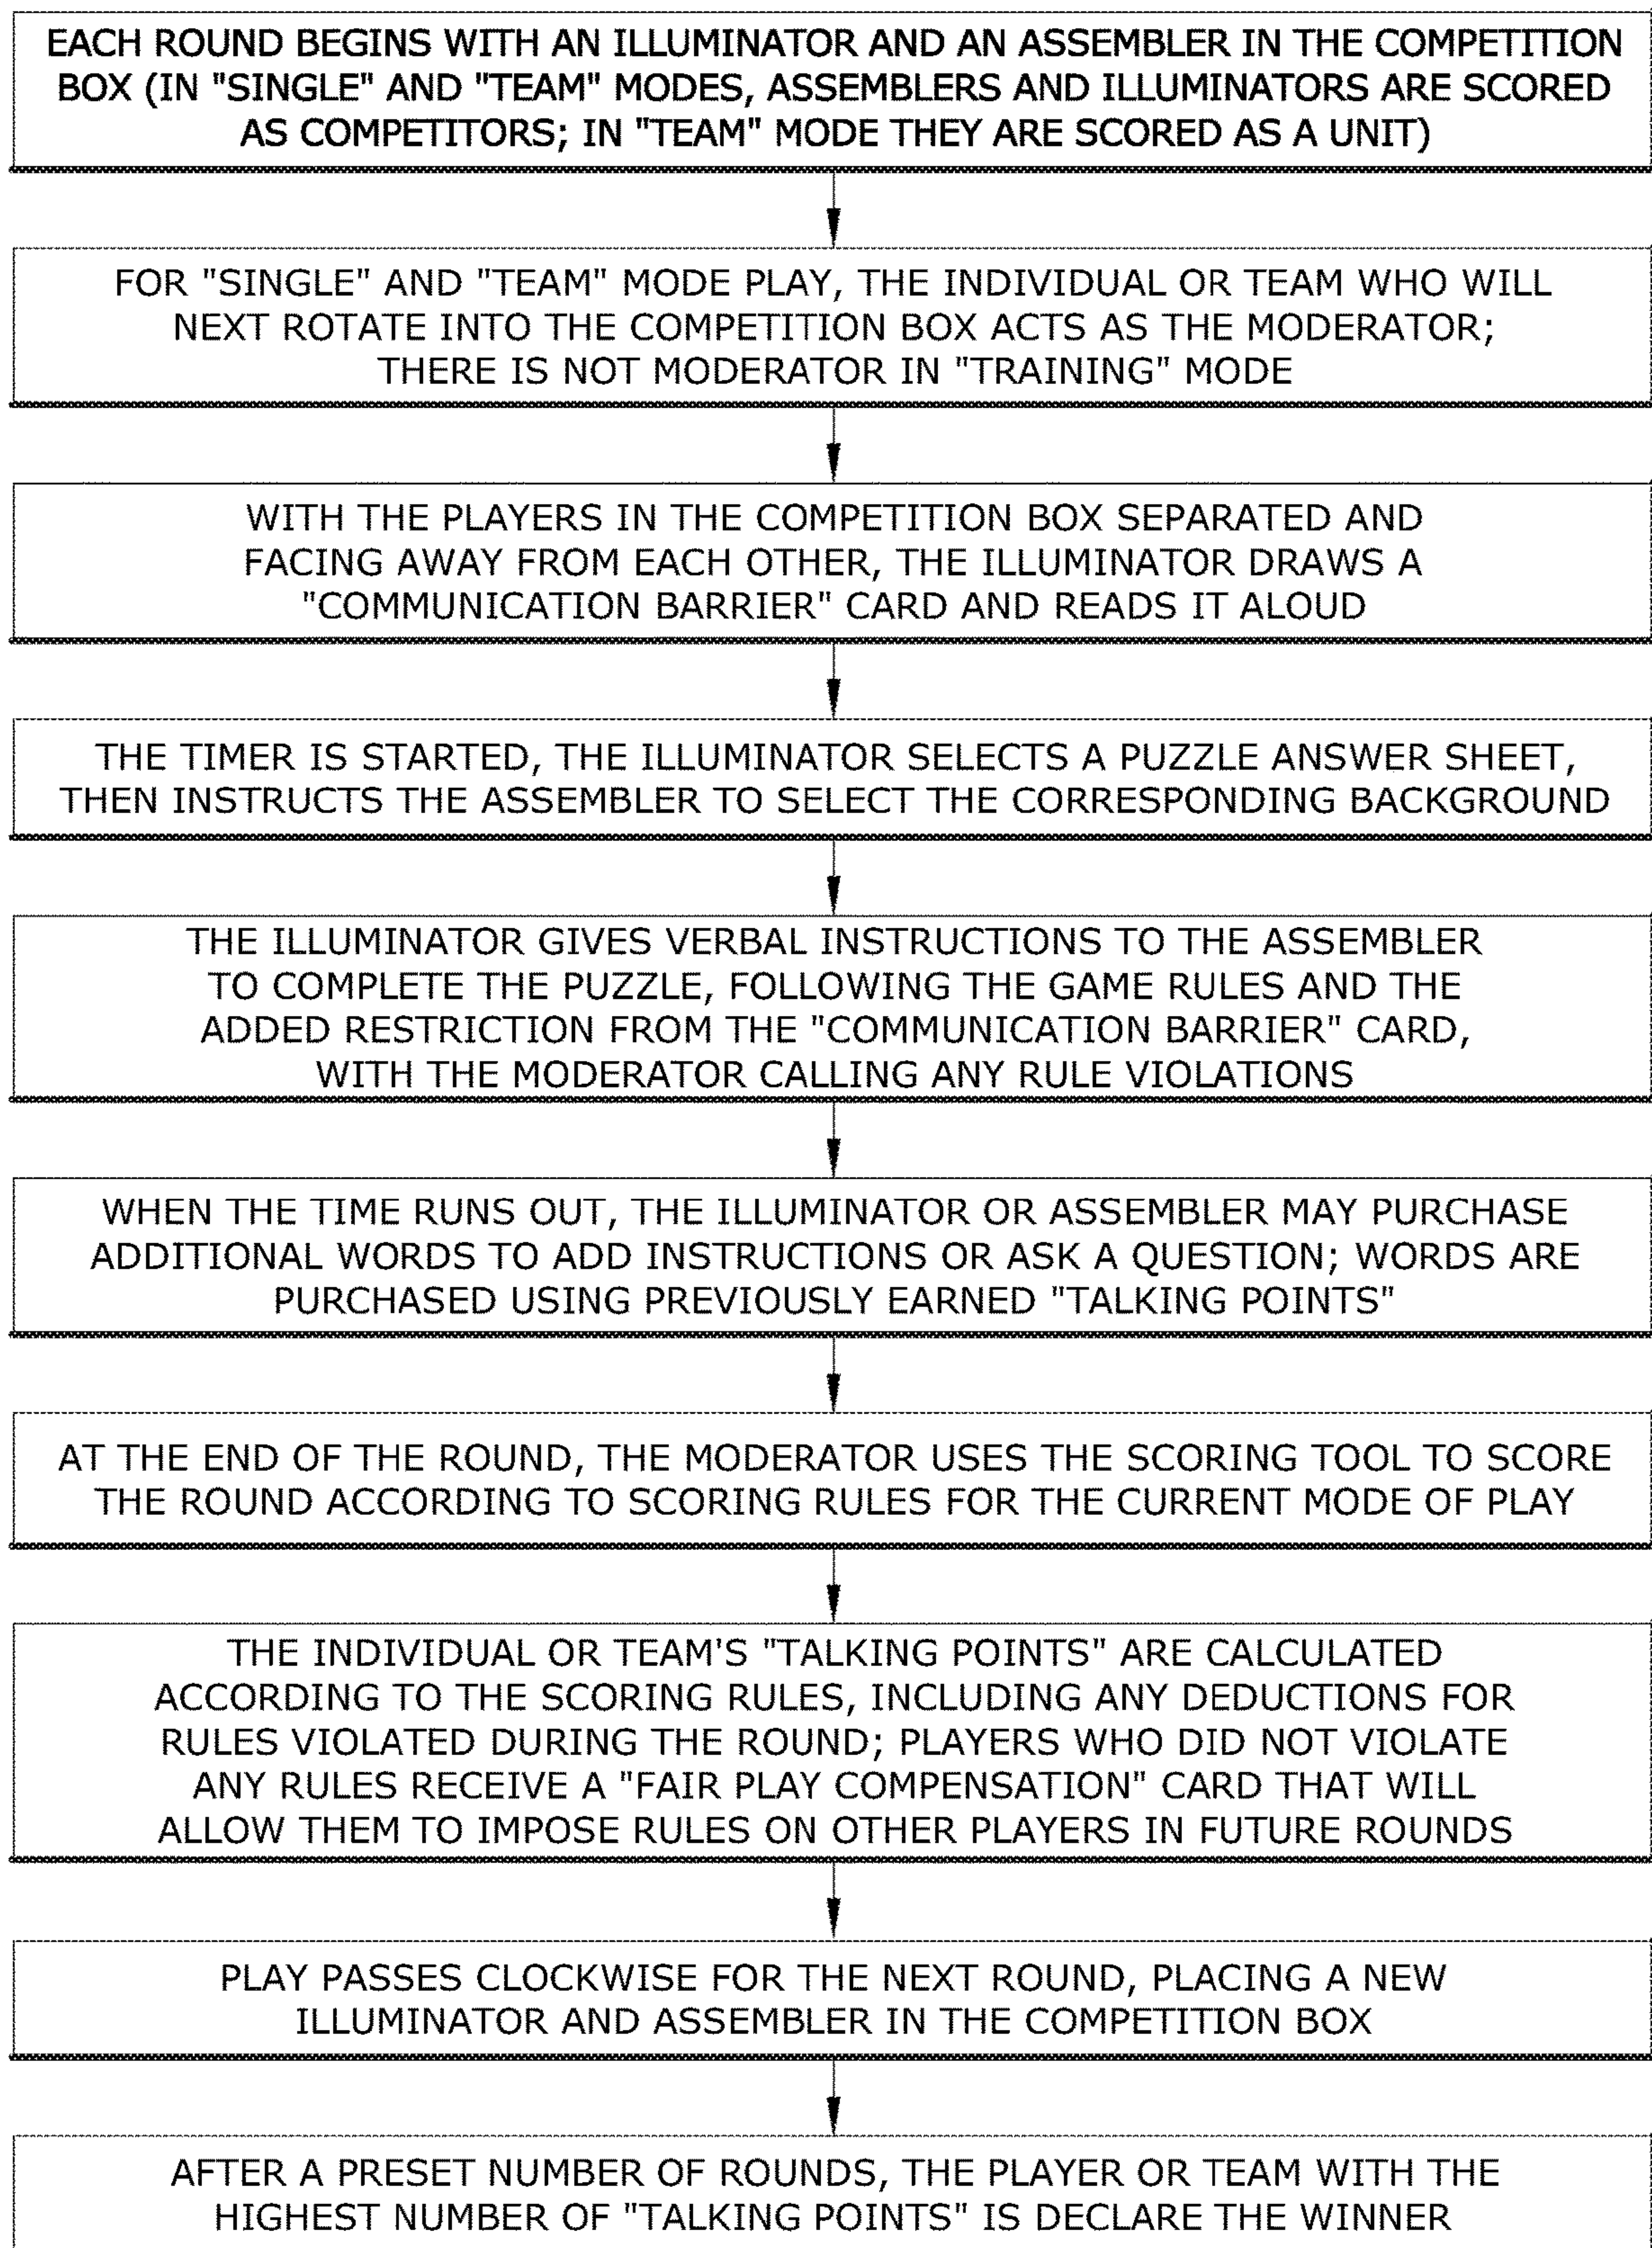 EACH ROUND BEGINS WITH AN ILLUMINATOR AND AN ASSEMBLER IN THE COMPETITION
BOX (IN "SINGLE" AND "TEAM" MODES, ASSEMBLERS AND ILLUMINATORS ARE SCORED
AS COMPETITORS; IN "TEAM" MODE THEY ARE SCORED AS A UNIT)
FOR "SINGLE" AND "TEAM" MODE PLAY, THE INDIVIDUAL OR TEAM WHO WILL
NEXT ROTATE INTO THE COMPETITION BOX ACTS AS THE MODERATOR;
THERE IS NOT MODERATOR IN "TRAINING" MODE
WITH THE PLAYERS IN THE COMPETITION BOX SEPARATED AND
FACING AWAY FROM EACH OTHER, THE ILLUMINATOR DRAWS A
"COMMUNICATION BARRIER" CARD AND READS IT ALOUD
THE TIMER IS STARTED, THE ILLUMINATOR SELECTS A PUZZLE ANSWER SHEET,
THEN INSTRUCTS THE ASSEMBLER TO SELECT THE CORRESPONDING BACKGROUND
THE ILLUMINATOR GIVES VERBAL INSTRUCTIONS TO THE ASSEMBLER
TO COMPLETE THE PUZZLE, FOLLOWING THE GAME RULES AND THE
ADDED RESTRICTION FROM THE "COMMUNICATION BARRIER" CARD,
WITH THE MODERATOR CALLING ANY RULE VIOLATIONS
WHEN THE TIME RUNS OUT, THE ILLUMINATOR OR ASSEMBLER MAY PURCHASE
ADDITIONAL WORDS TO ADD INSTRUCTIONS OR ASK A QUESTION; WORDS ARE
PURCHASED USING PREVIOUSLY EARNED "TALKING POINTS"
AT THE END OF THE ROUND, THE MODERATOR USES THE SCORING TOOL TO SCORE
THE ROUND ACCORDING TO SCORING RULES FOR THE CURRENT MODE OF PLAY
THE INDIVIDUAL OR TEAM'S "TALKING POINTS" ARE CALCULATED
ACCORDING TO THE SCORING RULES, INCLUDING ANY DEDUCTIONS FOR
RULES VIOLATED DURING THE ROUND; PLAYERS WHO DID NOT VIOLATE
ANY RULES RECEIVE A "FAIR PLAY COMPENSATION" CARD THAT WILL
ALLOW THEM TO IMPOSE RULES ON OTHER PLAYERS IN FUTURE ROUNDS
PLAY PASSES CLOCKWISE FOR THE NEXT ROUND, PLACING A NEW
ILLUMINATOR AND ASSEMBLER IN THE COMPETITION BOX
AFTER A PRESET NUMBER OF ROUNDS, THE PLAYER OR TEAM WITH THE
HIGHEST NUMBER OF "TALKING POINTS" IS DECLARE THE WINNER